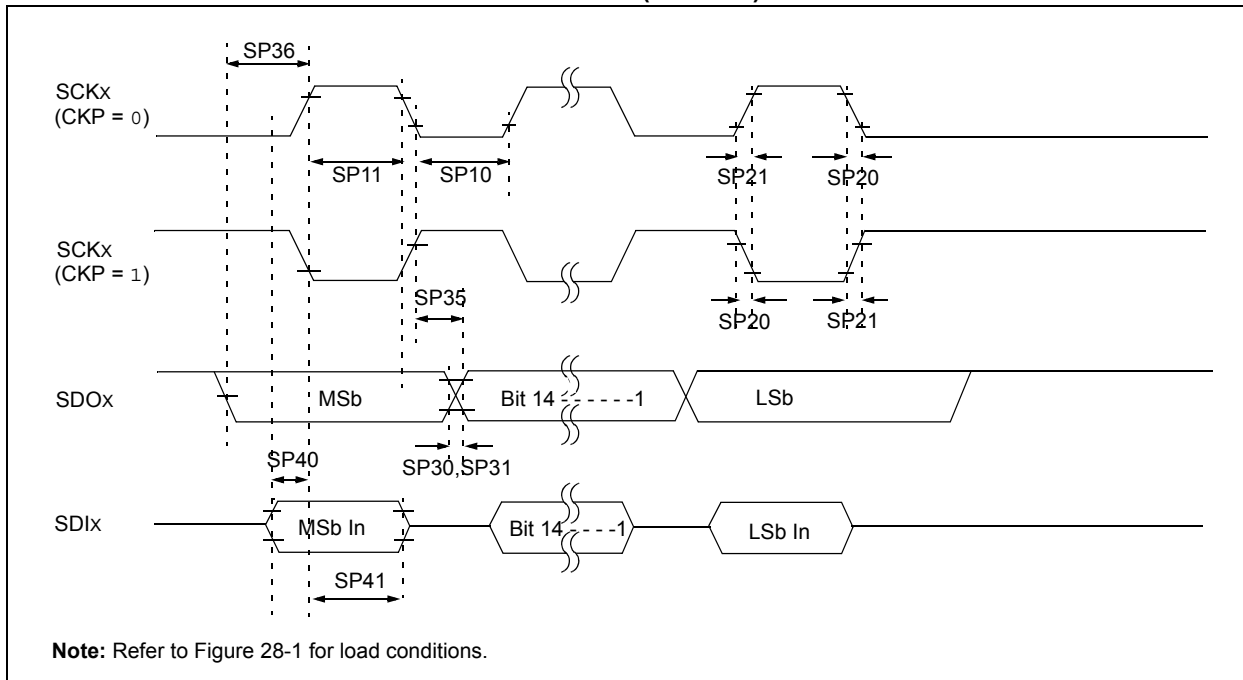 SP36
SCKx
(CKP = 0)
SP11
SP10
SP21
SP20
SCKx
(CKP = 1)
SP35
SP20
SP21
SDOx
MSb
Bit 14 - - - - - -1
LSb
SP40
SP30,SP31
SDIx
MSb In
Bit 14 - - - -1
LSb In
SP41
Note: Refer to Figure 28-1 for load conditions.